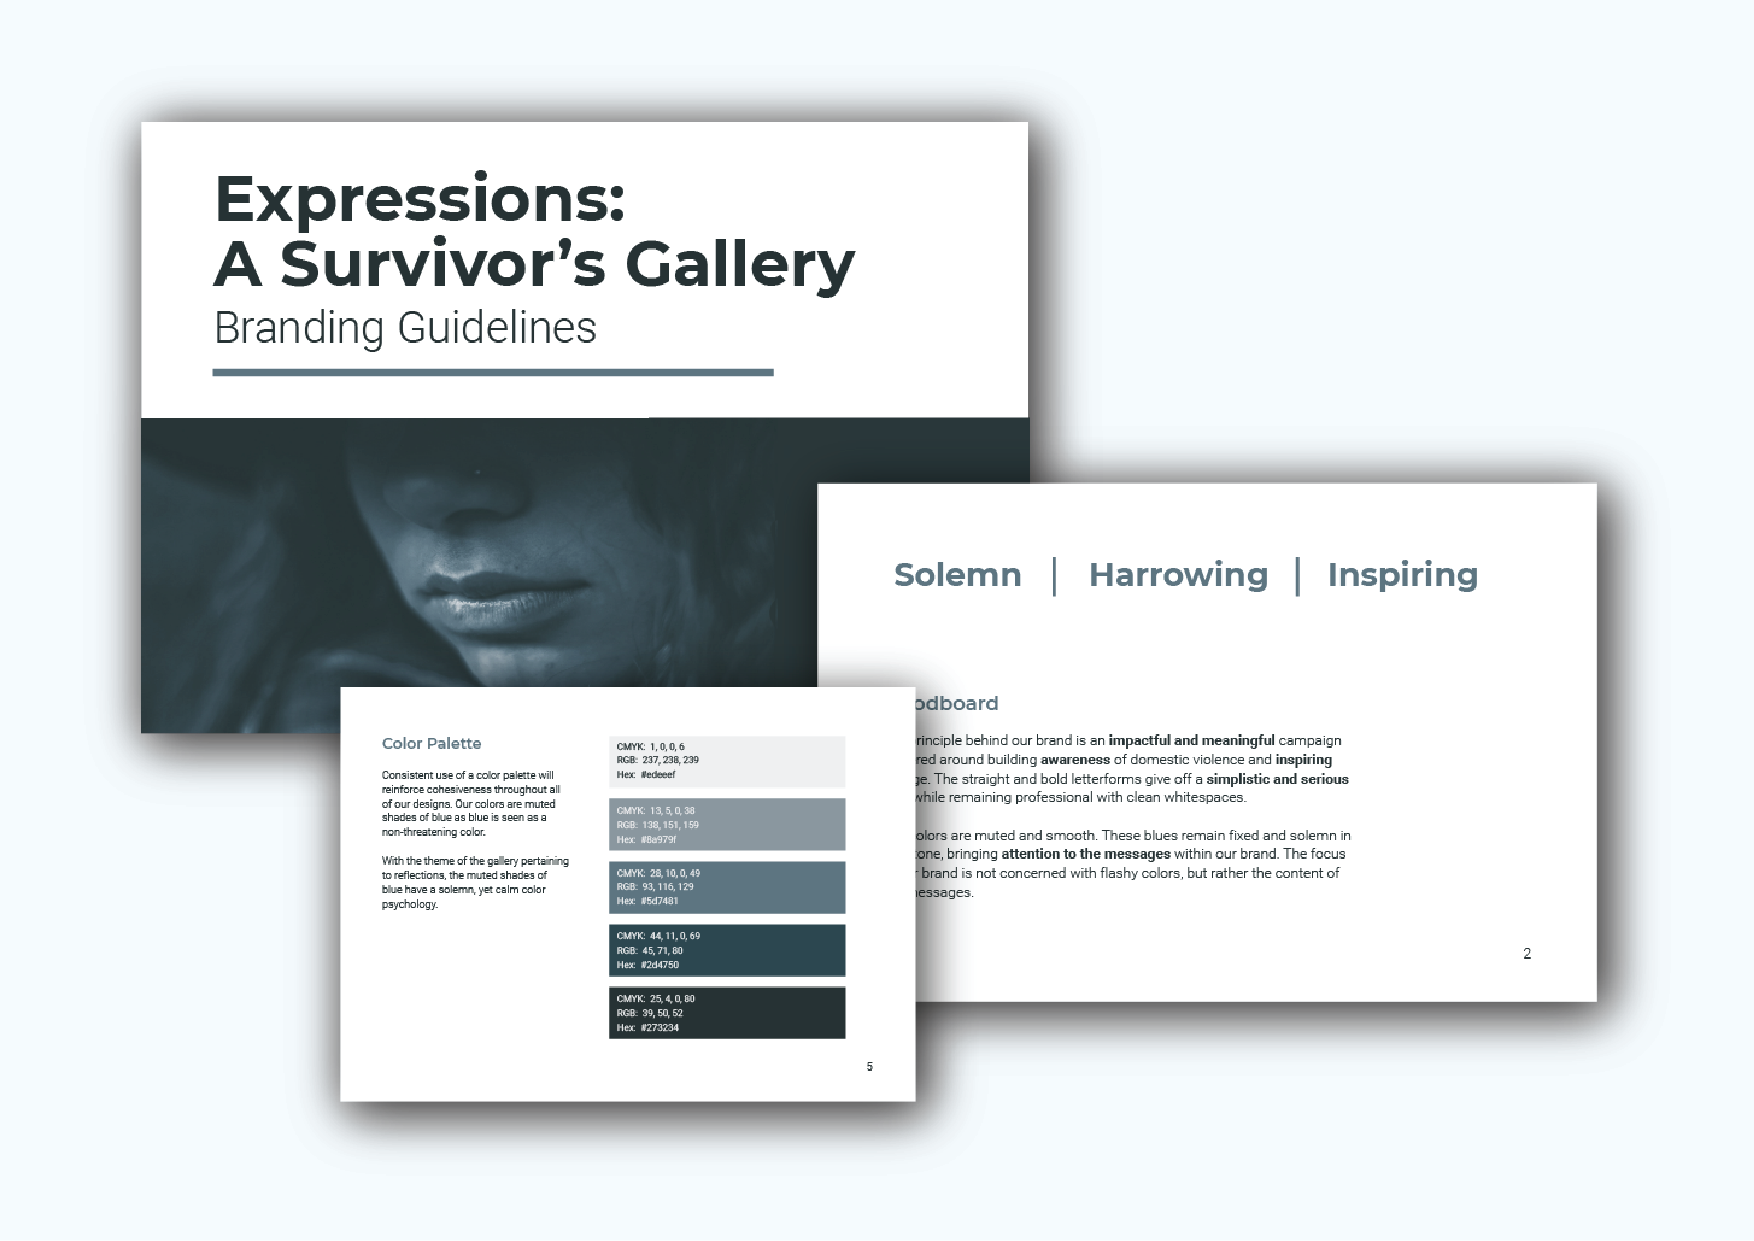 Expressions:
A Survivor’s Gallery
Branding Guidelines
Solemn | Harrowing | Inspiring
behind our brand is an impactful and meaningful campaign
around building awareness of domestic violence and inspiring
The straight and bold letterforms give off a simplistic and serious
while remaining professional with clean whitespaces.
are muted and smooth. These blues remain fixed and solemn in
bringing attention to the messages within our brand. The focus
brand is not concerned with flashy colors, but rather the content of
2
Color Palette
Consistent use of a color palette will
reinforce cohesiveness throughout all
of our designs. Our colors are muted
shades of blue as blue is seen as a
non-threatening color.
With the theme of the gallery pertaining
to reflections, the muted shades of
blue have a solemn, yet calm color
psychology.
CMYK: 1, 0, 0, 6
RGB: 237, 238, 239
Hex: #edeeef
CMYK: 13, 5, 0, 38
RGB: 138, 151, 159
Hex: #8a979f
CMYK: 28, 10, 0, 49
RGB: 93, 116, 129
Hex: #5d7481
CMYK: 44, 11, 0, 69
RGB: 45, 71, 80
Hex: #2d4750
CMYK: 25, 4, 0, 80
RGB: 39, 50, 52
Hex: #273234
5